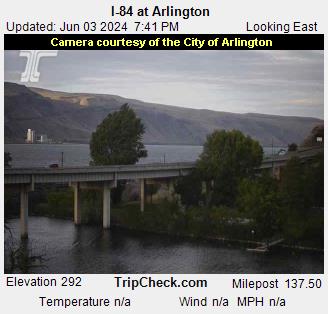 I-84 at Arlington
Updated: Jun 03 2024 7:41 PM Looking East
Camera courtesy of the City of Arlington
Elevation 292 TripCheck.com Milepost 137.50
Temperature n/a Wind n/a MPH n/a